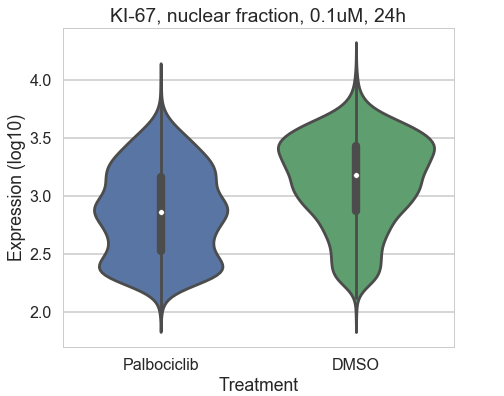 KI-67, nuclear fraction, 0.1uM, 24h
Expression (log10)
4.0
3.5
3.0
2.5
2.0
Palbociclib DMSO
Treatment